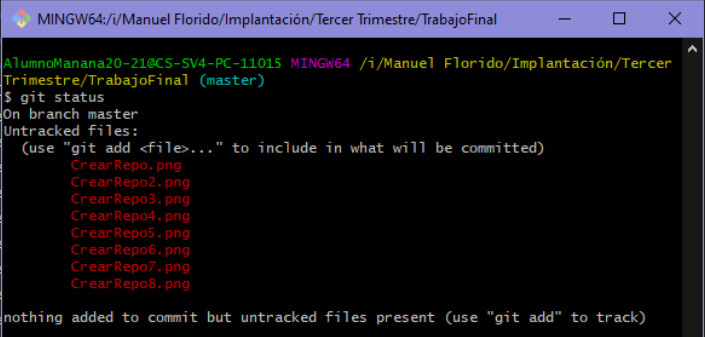 MINGW64:/i/Manuel Florido/Implantación/Tercer Trimestre/TrabajoFinal
AlumnoManana20-21@CS-SV4-PC-11015 MINGW64 /i/Manuel Florido/Implantación/Tercer
Trimestre/TrabajoFinal (master)
$ git status
On branch master
Untracked files:
  (use "git add <file>..." to include in what will be committed)
        CrearRepo.png
        CrearRepo2.png
        CrearRepo3.png
        CrearRepo4.png
        CrearRepo5.png
        CrearRepo6.png
        CrearRepo7.png
        CrearRepo8.png
nothing added to commit but untracked files present (use "git add" to track)